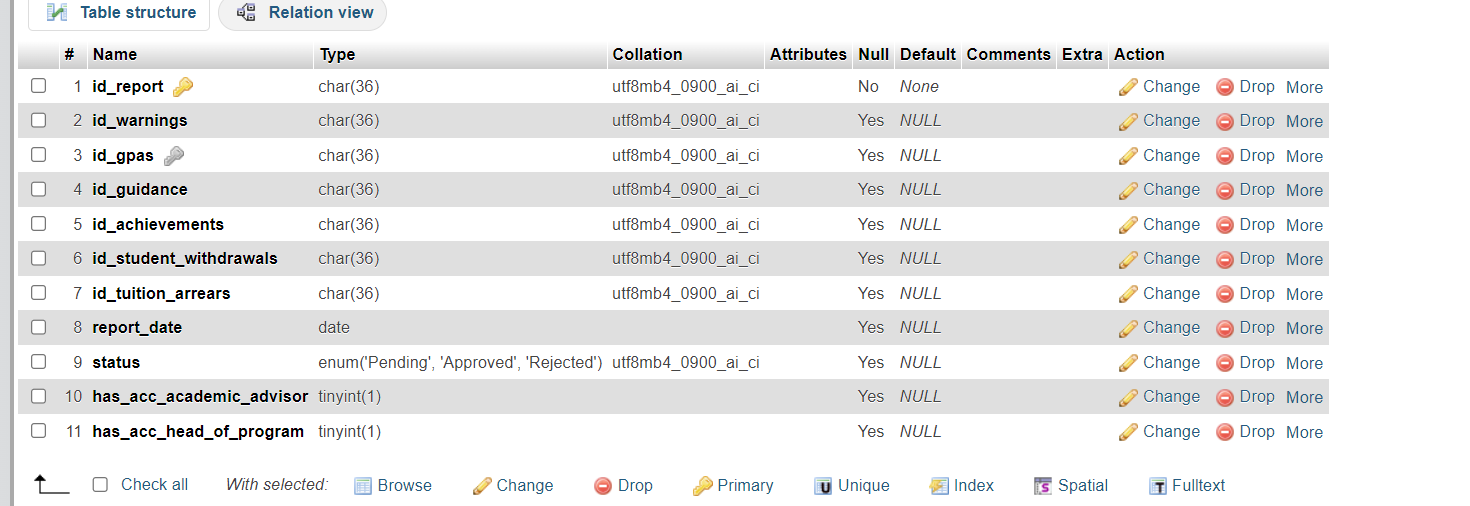 Table structure Relation view
# Name Type Collation Attributes Null Default Comments Extra Action
1 id_report char(36) utf8mb4_0900_ai_ci No None Change Drop More
2 id_warnings char(36) utf8mb4_0900_ai_ci Yes NULL Change Drop More
3 id_gpas char(36) utf8mb4_0900_ai_ci Yes NULL Change Drop More
4 id_guidance char(36) utf8mb4_0900_ai_ci Yes NULL Change Drop More
5 id_achievements char(36) utf8mb4_0900_ai_ci Yes NULL Change Drop More
6 id_student_withdrawals char(36) utf8mb4_0900_ai_ci Yes NULL Change Drop More
7 id_tuition_arrears char(36) utf8mb4_0900_ai_ci Yes NULL Change Drop More
8 report_date date Yes NULL Change Drop More
9 status enum('Pending', 'Approved', 'Rejected') utf8mb4_0900_ai_ci Yes NULL Change Drop More
10 has_acc_academic_advisor tinyint(1) Yes NULL Change Drop More
11 has_acc_head_of_program tinyint(1) Yes NULL Change Drop More
Check all With selected: Browse Change Drop Primary Unique Index Spatial Fulltext